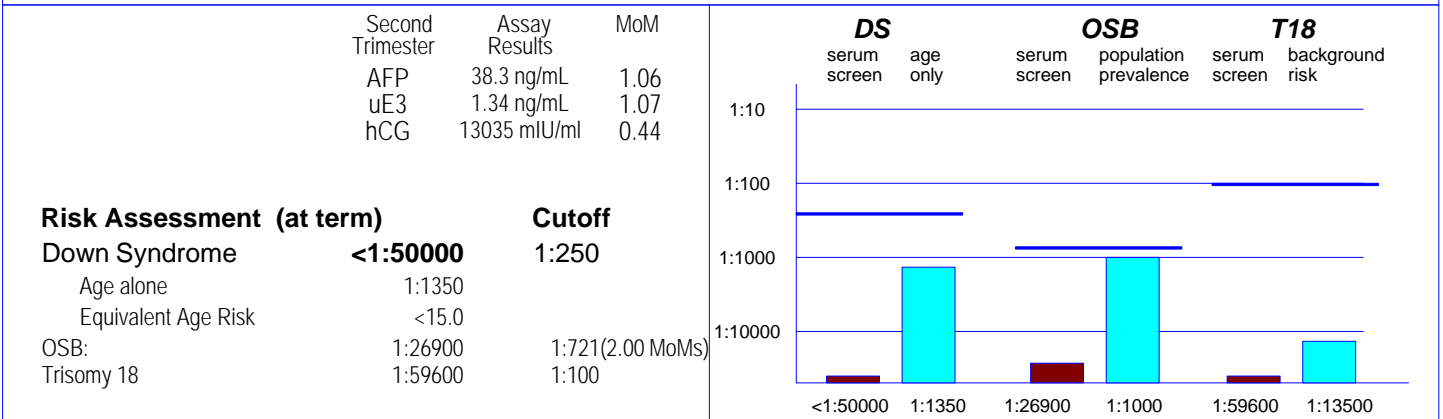 Second Trimester Assay Results MoM
AFP 38.3 ng/mL 1.06
uE3 1.34 ng/mL 1.07
hCG 13035 mIU/ml 0.44
Risk Assessment (at term) Cutoff
Down Syndrome <1:50000 1:250
Age alone 1:1350
Equivalent Age Risk <15.0
OSB: 1:26900 1:721(2.00 MoMs)
Trisomy 18 1:59600 1:100
DS OSB T18
serum screen age only serum screen population prevalence serum screen background risk
1:10
1:100
1:1000
1:10000
<1:50000 1:1350 1:26900 1:1000 1:59600 1:13500